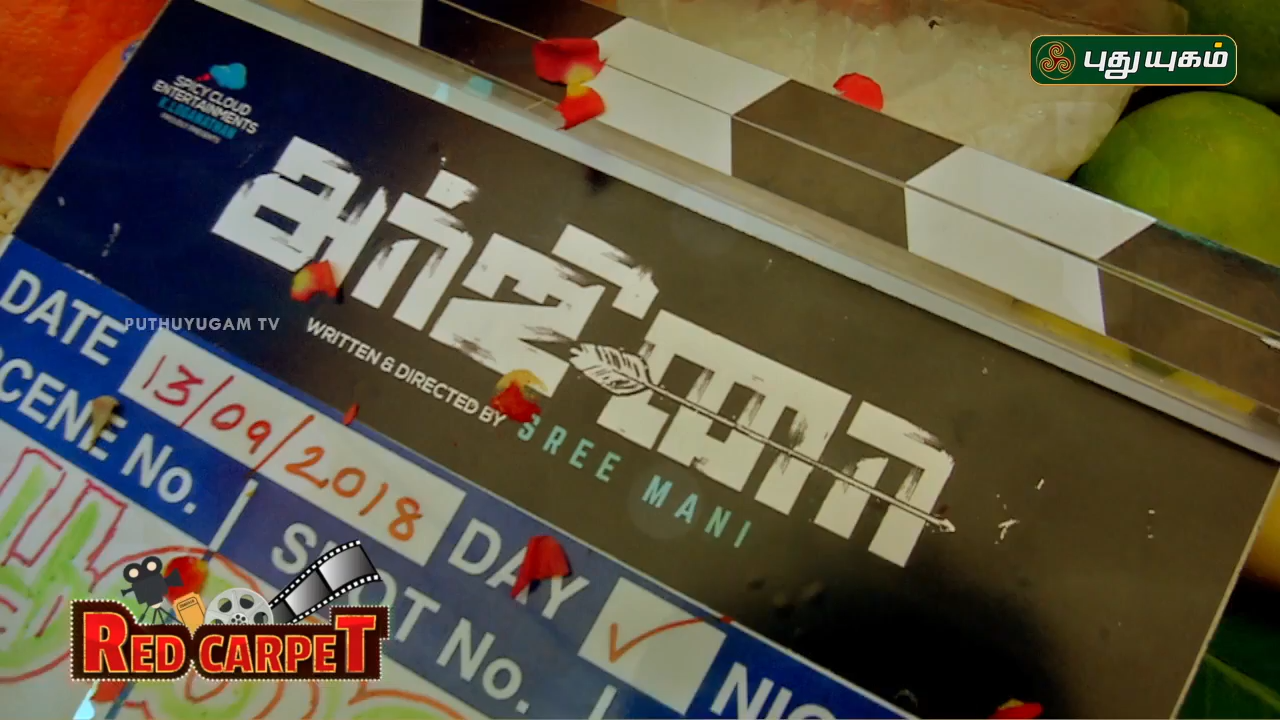 புதுயுகம்
SPICY CLOUD
ENTERTAINMENTS
K.LOGANATHAN
அர்ஜுனா
WRITTEN & DIRECTED BY SREE MANI
PUTHUYUGAM TV
DATE 13/09/2018 DAY ✓
SCENE No. SHOT No.
RED CARPET